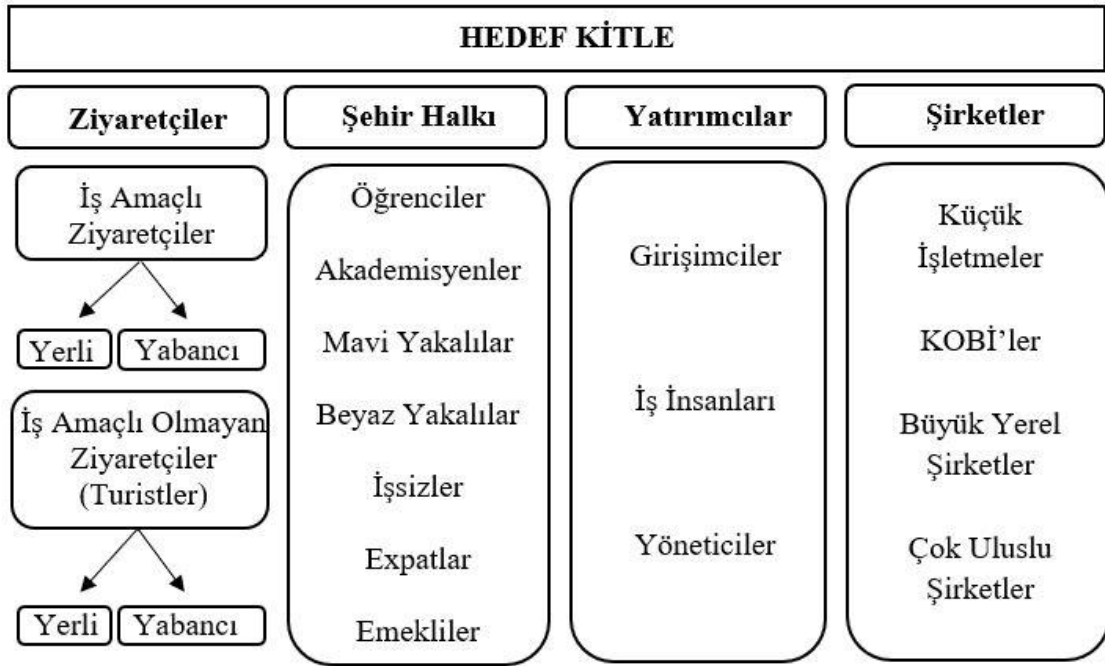 HEDEF KİTLE
Ziyaretçiler
İş Amaçlı
Ziyaretçiler
Yerli
Yabancı
İş Amaçlı Olmayan
Ziyaretçiler
(Turistler)
Yerli
Yabancı
Şehir Halkı
Öğrenciler
Akademisyenler
Mavi Yakalılar
Beyaz Yakalılar
İşsizler
Expatlar
Emekliler
Yatırımcılar
Girişimciler
İş İnsanları
Yöneticiler
Şirketler
Küçük
İşletmeler
KOBİ’ler
Büyük Yerel
Şirketler
Çok Uluslu
Şirketler